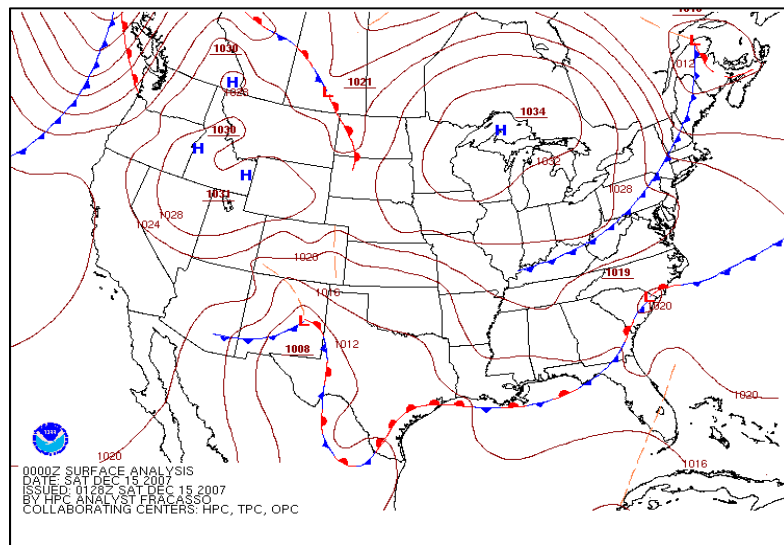 1030
1028
1021
L
H
1034
H
L
1012
1030
H
H
1032
1031
1028
1024
1028
1020
1019
1016
L
1020
L
1012
1008
1020
1020
1016
0000Z SURFACE ANALYSIS
DATE: SAT DEC 15 2007
ISSUED: 0128Z SAT DEC 15 2007
BY HPC ANALYST FRACASSO
COLLABORATING CENTERS: HPC, TPC, OPC